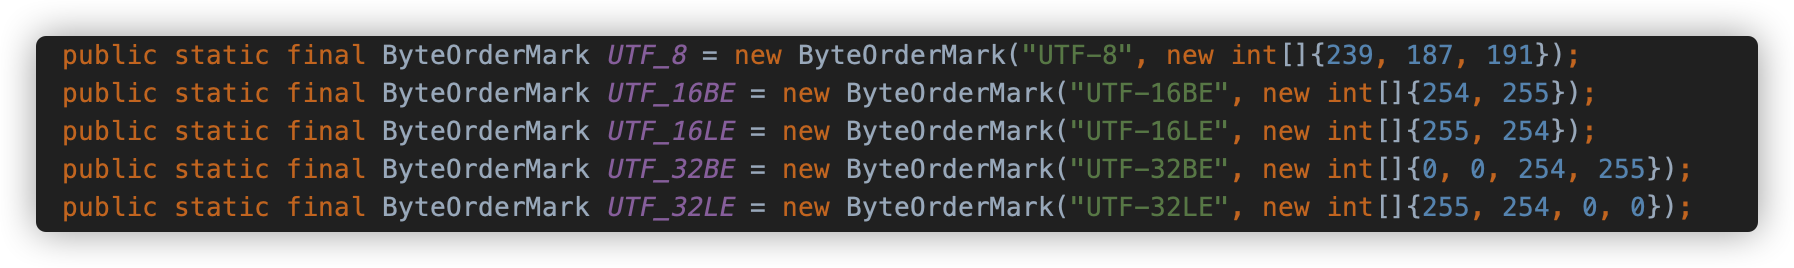 public static final ByteOrderMark UTF_8 = new ByteOrderMark("UTF-8", new int[]{239, 187, 191});
public static final ByteOrderMark UTF_16BE = new ByteOrderMark("UTF-16BE", new int[]{254, 255});
public static final ByteOrderMark UTF_16LE = new ByteOrderMark("UTF-16LE", new int[]{255, 254});
public static final ByteOrderMark UTF_32BE = new ByteOrderMark("UTF-32BE", new int[]{0, 0, 254, 255});
public static final ByteOrderMark UTF_32LE = new ByteOrderMark("UTF-32LE", new int[]{255, 254, 0, 0});